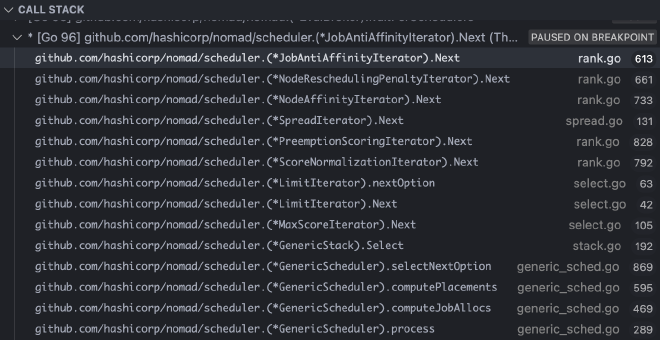 CALL STACK
* [Go 96] github.com/hashicorp/nomad/scheduler.(*JobAntiAffinityIterator).Next (Th... PAUSED ON BREAKPOINT
github.com/hashicorp/nomad/scheduler.(*JobAntiAffinityIterator).Next rank.go 613
github.com/hashicorp/nomad/scheduler.(*NodeReschedulingPenaltyIterator).Next rank.go 661
github.com/hashicorp/nomad/scheduler.(*NodeAffinityIterator).Next rank.go 733
github.com/hashicorp/nomad/scheduler.(*SpreadIterator).Next spread.go 131
github.com/hashicorp/nomad/scheduler.(*PreemptionScoringIterator).Next rank.go 828
github.com/hashicorp/nomad/scheduler.(*ScoreNormalizationIterator).Next rank.go 792
github.com/hashicorp/nomad/scheduler.(*LimitIterator).nextOption select.go 63
github.com/hashicorp/nomad/scheduler.(*LimitIterator).Next select.go 42
github.com/hashicorp/nomad/scheduler.(*MaxScoreIterator).Next select.go 105
github.com/hashicorp/nomad/scheduler.(*GenericStack).Select stack.go 192
github.com/hashicorp/nomad/scheduler.(*GenericScheduler).selectNextOption generic_sched.go 869
github.com/hashicorp/nomad/scheduler.(*GenericScheduler).computePlacements generic_sched.go 595
github.com/hashicorp/nomad/scheduler.(*GenericScheduler).computeJobAllocs generic_sched.go 469
github.com/hashicorp/nomad/scheduler.(*GenericScheduler).process generic_sched.go 289